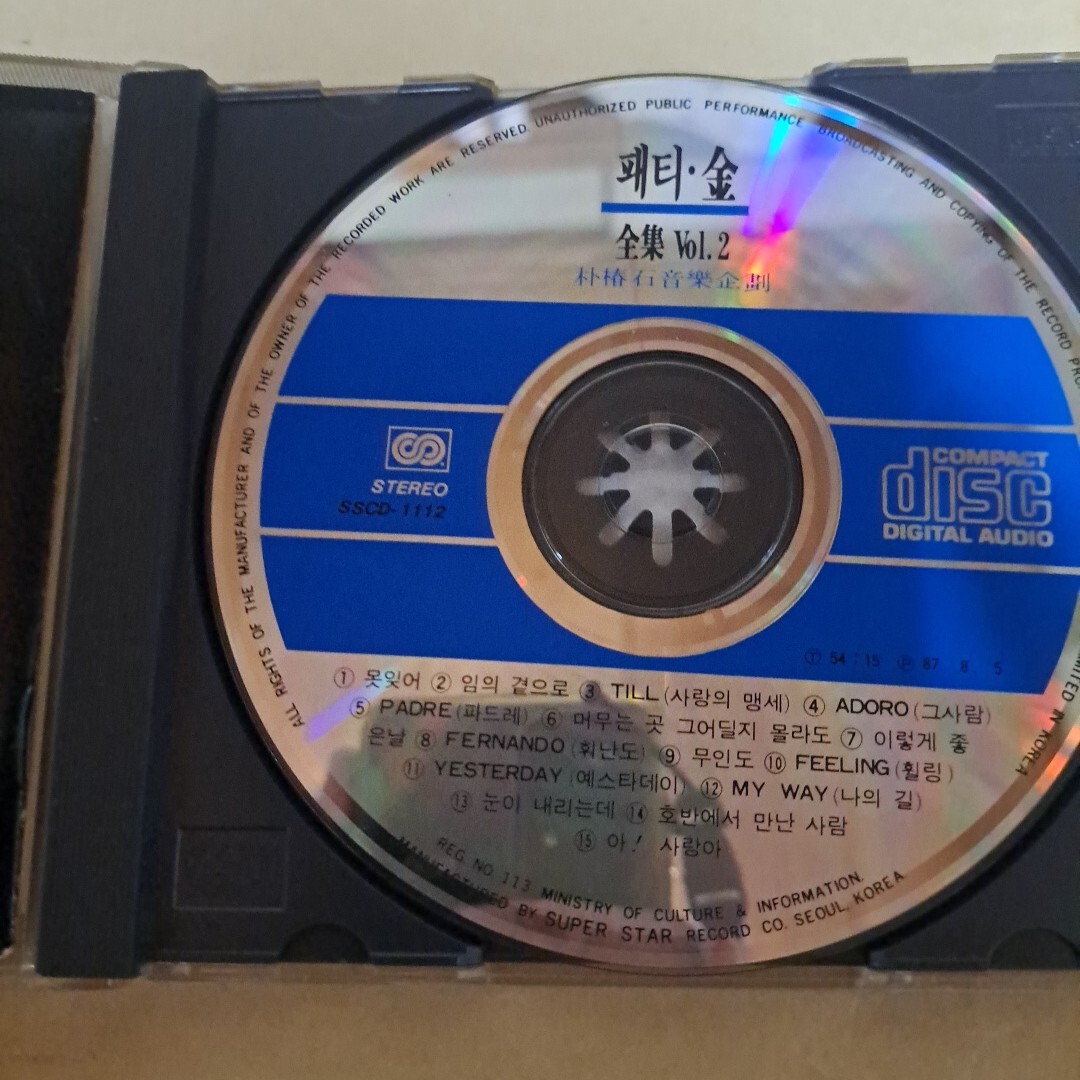 ALL RIGHTS OF THE MANUFACTURER AND OF THE OWNER OF THE RECORDED WORK ARE RESERVED. UNAUTHORIZED PUBLIC PERFORMANCE BROADCASTING AND COPYING OF THE RECORD PRO
IN KOREA
패티·金
全集 Vol.2
朴椿石音樂企劃
STEREO
SSCD-1112
COMPACT
disc
DIGITAL AUDIO
Ⓣ 54:15 Ⓟ 87 8. 5
① 못잊어 ② 임의 곁으로 ③ TILL(사랑의 맹세) ④ ADORO(그사람)
⑤ PADRE(파드레) ⑥ 머무는 곳 그어딜지 몰라도 ⑦ 이렇게 좋
은날 ⑧ FERNANDO(훠난도) ⑨ 무인도 ⑩ FEELING(휠링)
⑪ YESTERDAY(예스타데이) ⑫ MY WAY(나의 길)
⑬ 눈이 내리는데 ⑭ 호반에서 만난 사람
⑮ 아! 사랑아
REG NO 113 MINISTRY OF CULTURE & INFORMATION.
MANUFACTURED BY SUPER STAR RECORD CO. SEOUL, KOREA